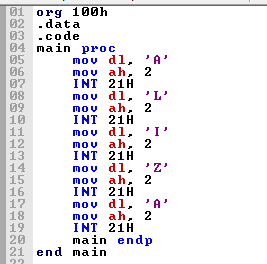 01 org 100h
02 .data
03 .code
04 main proc
05 mov dl, 'A'
06 mov ah, 2
07 INT 21H
08 mov dl, 'L'
09 mov ah, 2
10 INT 21H
11 mov dl, 'I'
12 mov ah, 2
13 INT 21H
14 mov dl, 'Z'
15 mov ah, 2
16 INT 21H
17 mov dl, 'A'
18 mov ah, 2
19 INT 21H
20 main endp
21 end main